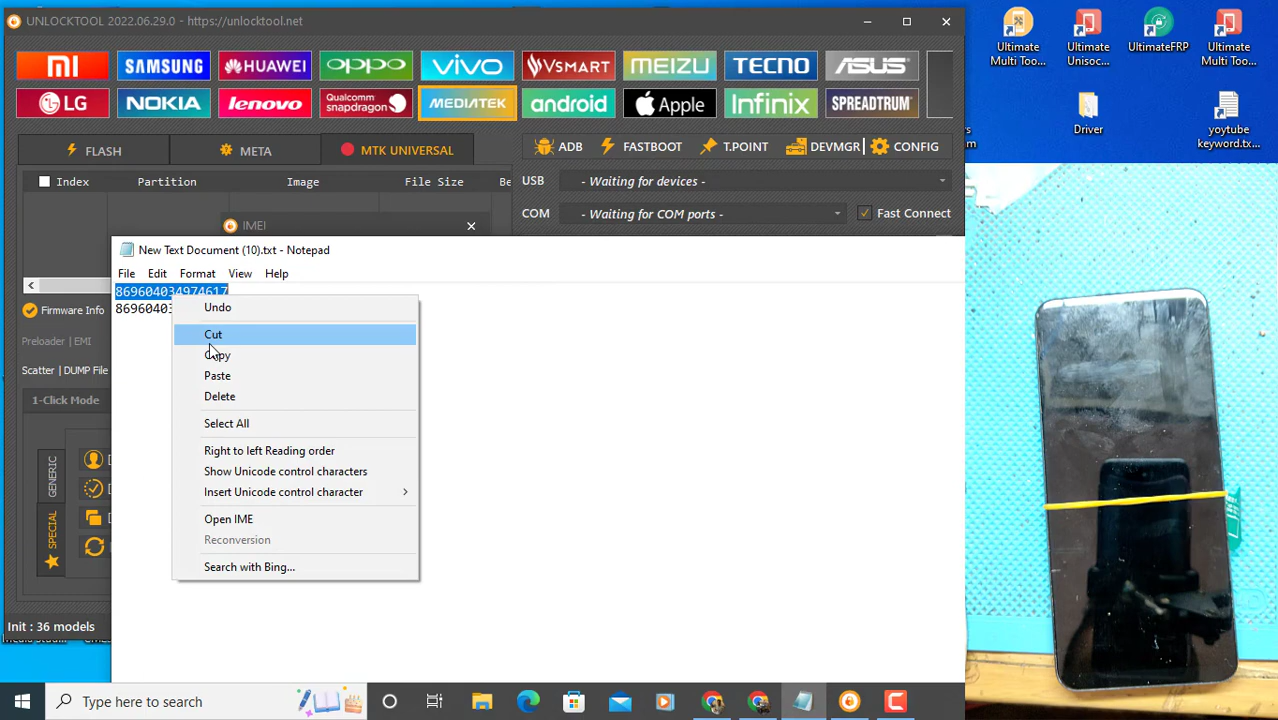 UNLOCKTOOL 2022.06.29.0 - https://unlocktool.net
mi SAMSUNG HUAWEI oppo vivo VSMART MEIZU TECNO ASUS
LG NOKIA lenovo Qualcomm snapdragon MEDIATEK android Apple Infinix SPREADTRUM
FLASH META MTK UNIVERSAL
ADB FASTBOOT T.POINT DEVMGR CONFIG
Index Partition Image File Size Be
USB - Waiting for devices -
COM - Waiting for COM ports - Fast Connect
IMEI
New Text Document (10).txt - Notepad
File Edit Format View Help
869604034974617
8696040
Firmware Info
Preloader | EMI
Scatter | DUMP File
1-Click Mode
GENERIC
SPECIAL
Init : 36 models
Undo
Cut
Copy
Paste
Delete
Select All
Right to left Reading order
Show Unicode control characters
Insert Unicode control character
Open IME
Reconversion
Search with Bing...
Type here to search
Ultimate Multi Too...
Ultimate Unisoc...
UltimateFRP
Ultimate Multi Too...
Driver
yoytube keyword.tx...